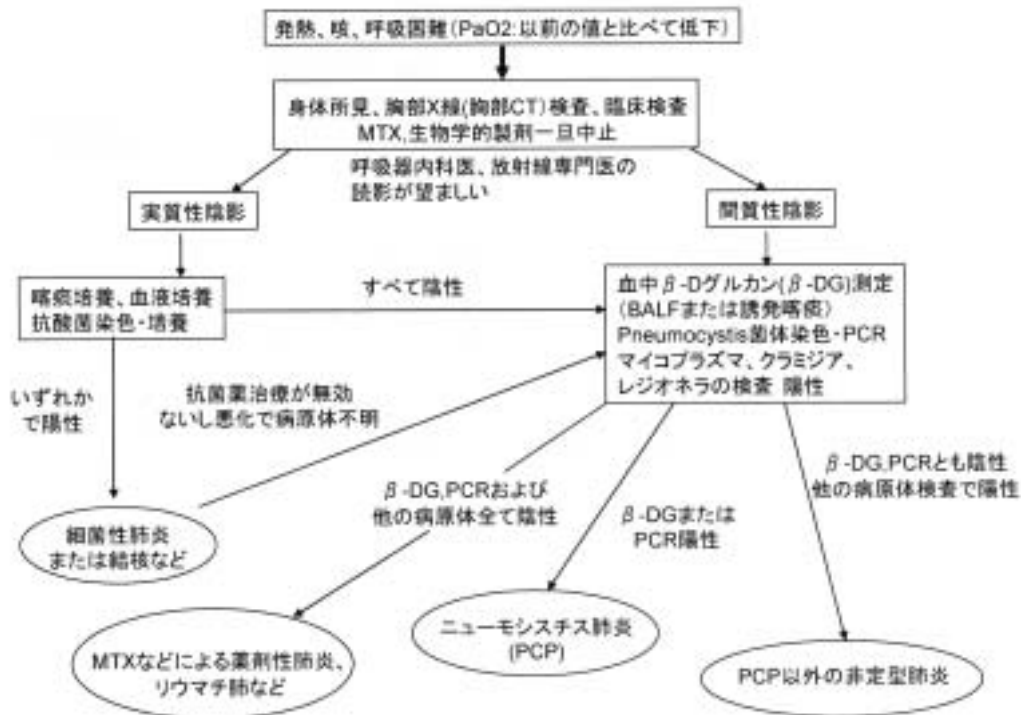 発熱、咳、呼吸困難(PaO2:以前の値と比べて低下)
身体所見、胸部X線(胸部CT)検査、臨床検査
MTX,生物学的製剤一旦中止
呼吸器内科医、放射線専門医の
読影が望ましい
実質性陰影
間質性陰影
喀痰培養、血液培養
抗酸菌染色・培養
すべて陰性
血中β-Dグルカン(β-DG)測定
(BALFまたは誘発喀痰)
Pneumocystis菌体染色・PCR
マイコプラズマ、クラミジア、
レジオネラの検査 陽性
いずれか
で陽性
抗菌薬治療が無効
ないし悪化で病原体不明
β-DG,PCRおよび
他の病原体全て陰性
β-DGまたは
PCR陽性
β-DG,PCRとも陰性
他の病原体検査で陽性
細菌性肺炎
または結核など
MTXなどによる薬剤性肺炎、
リウマチ肺など
ニューモシスチス肺炎
(PCP)
PCP以外の非定型肺炎